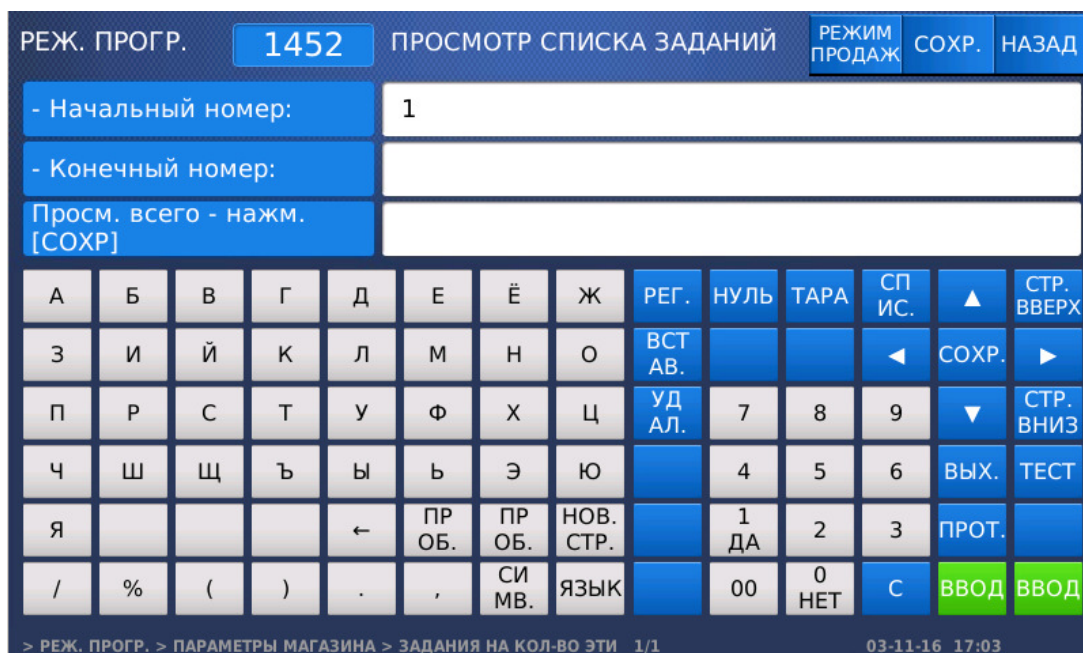 РЕЖ. ПРОГР. 1452 ПРОСМОТР СПИСКА ЗАДАНИЙ РЕЖИМ ПРОДАЖ СОХР. НАЗАД
- Начальный номер: 1
- Конечный номер:
Просм. всего - нажм.
[СОХР]
А Б В Г Д Е Ё Ж РЕГ. НУЛЬ ТАРА СП ИС. ▲ СТР. ВВЕРХ
З И Й К Л М Н О ВСТ АВ. ◀ СОХР. ▶
П Р С Т У Ф Х Ц УД АЛ. 7 8 9 ▼ СТР. ВНИЗ
Ч Ш Щ Ъ Ы Ь Э Ю 4 5 6 ВЫХ. ТЕСТ
Я ← ПР ОБ. ПР ОБ. НОВ. СТР. 1 ДА 2 3 ПРОТ.
/ % ( ) . , СИ МВ. ЯЗЫК 00 0 НЕТ С ВВОД ВВОД
> РЕЖ. ПРОГР. > ПАРАМЕТРЫ МАГАЗИНА > ЗАДАНИЯ НА КОЛ-ВО ЭТИ 1/1 03-11-16 17:03